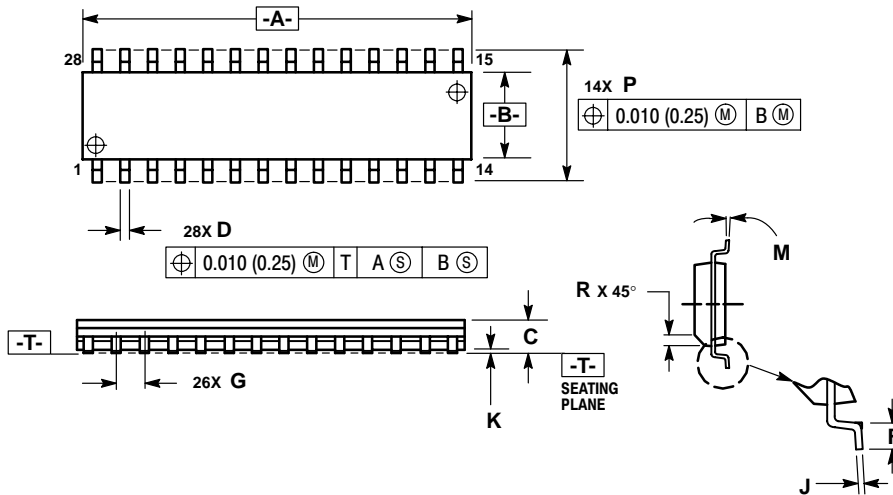 -A-
28
15
14X P
⌖ 0.010 (0.25) Ⓜ B Ⓜ
-B-
1
14
28X D
⌖ 0.010 (0.25) Ⓜ T A Ⓢ B Ⓢ
M
R X 45°
-T-
C
26X G
K
-T-
SEATING
PLANE
F
J